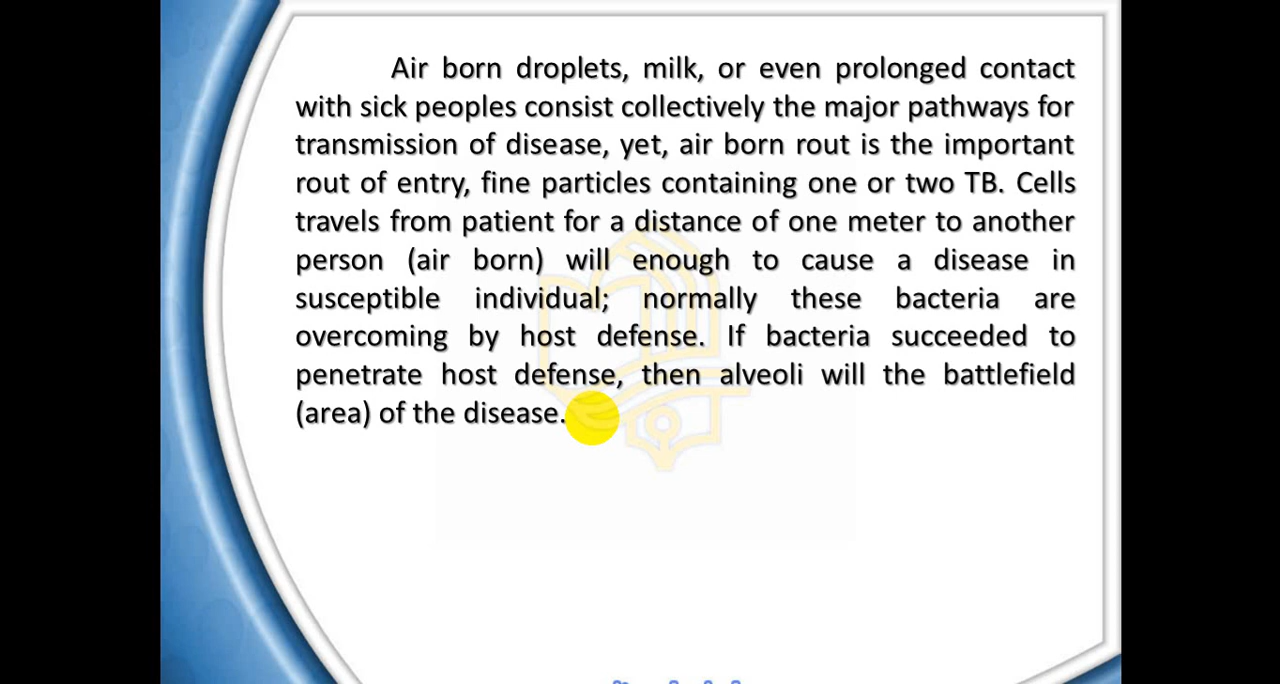 Air born droplets, milk, or even prolonged contact
with sick peoples consist collectively the major pathways for
transmission of disease, yet, air born rout is the important
rout of entry, fine particles containing one or two TB. Cells
travels from patient for a distance of one meter to another
person (air born) will enough to cause a disease in
susceptible individual; normally these bacteria are
overcoming by host defense. If bacteria succeeded to
penetrate host defense, then alveoli will the battlefield
(area) of the disease.